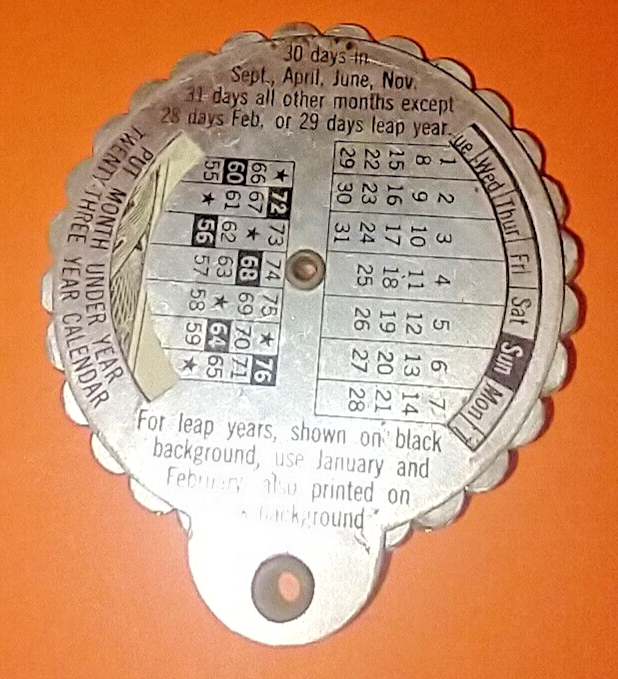 30 days in
Sept., April, June, Nov.
31 days all other months except
28 days Feb. or 29 days leap year.
ue Wed Thur Fri Sat Sun Mon
1 2 3 4 5 6 7
8 9 10 11 12 13 14
15 16 17 18 19 20 21
22 23 24 25 26 27 28
29 30 31
★ 72 73 74 75 ★ 76
66 67 ★ 68 69 70 71
60 61 62 63 ★ 64 65
55 ★ 56 57 58 59 ★
PUT MONTH UNDER YEAR
TWENTY-THREE YEAR CALENDAR
For leap years, shown on black
background, use January and
February also printed on
background